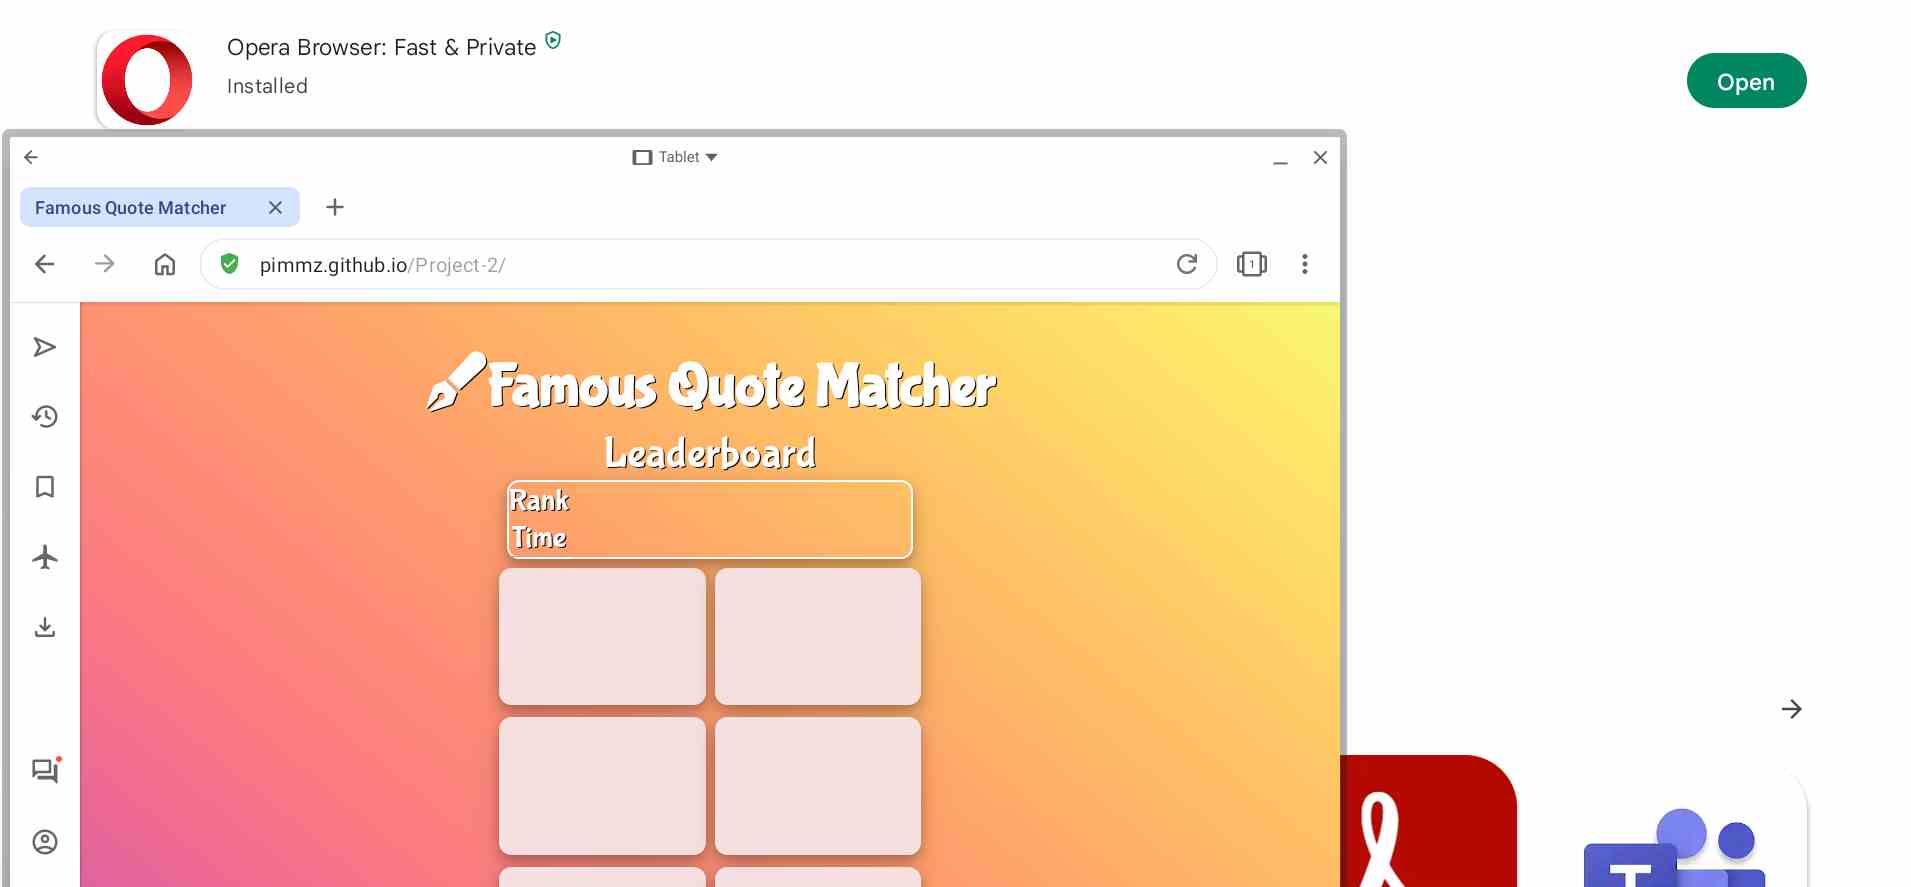 Opera Browser: Fast & Private
Installed
Open
Tablet
Famous Quote Matcher
pimmz.github.io/Project-2/
1
Famous Quote Matcher
Leaderboard
Rank
Time
T